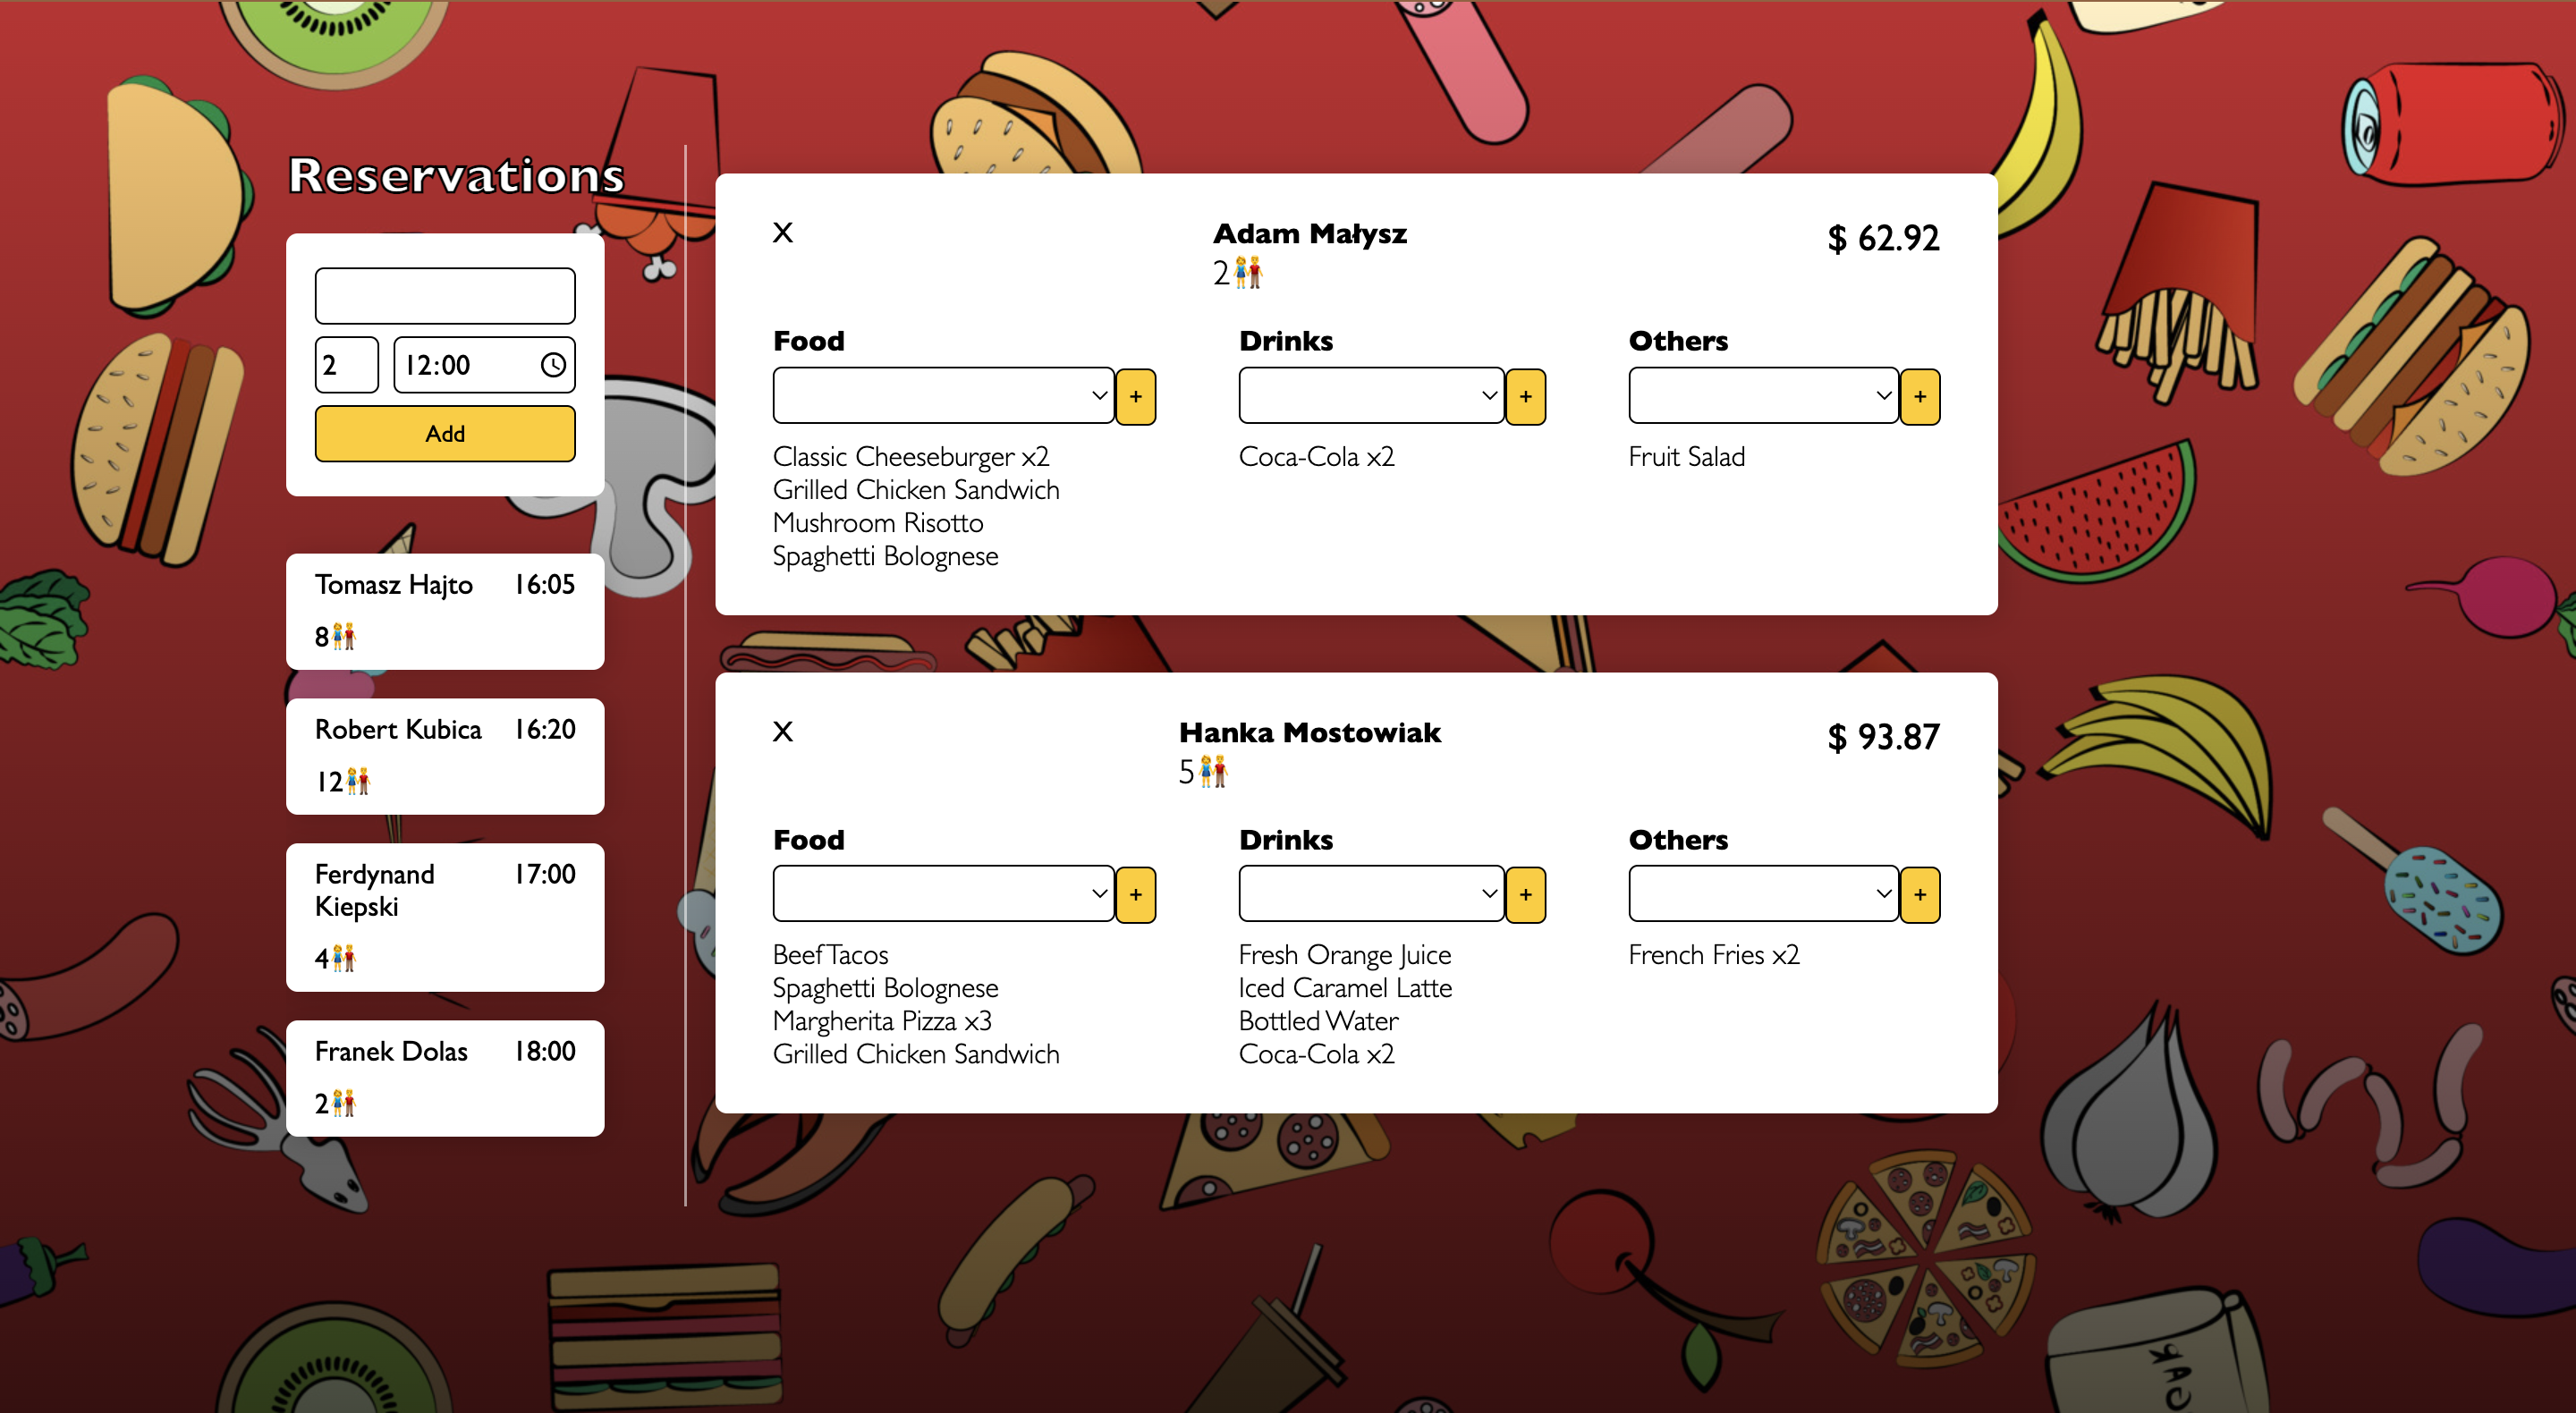 Reservations
2
12:00
Add
Tomasz Hajto 16:05
8
Robert Kubica 16:20
12
Ferdynand 17:00
Kiepski
4
Franek Dolas 18:00
2
X
Adam Małysz
$ 62.92
2
Food
+
Classic Cheeseburger x2
Grilled Chicken Sandwich
Mushroom Risotto
Spaghetti Bolognese
Drinks
+
Coca-Cola x2
Others
+
Fruit Salad
X
Hanka Mostowiak
$ 93.87
5
Food
+
Beef Tacos
Spaghetti Bolognese
Margherita Pizza x3
Grilled Chicken Sandwich
Drinks
+
Fresh Orange Juice
Iced Caramel Latte
Bottled Water
Coca-Cola x2
Others
+
French Fries x2